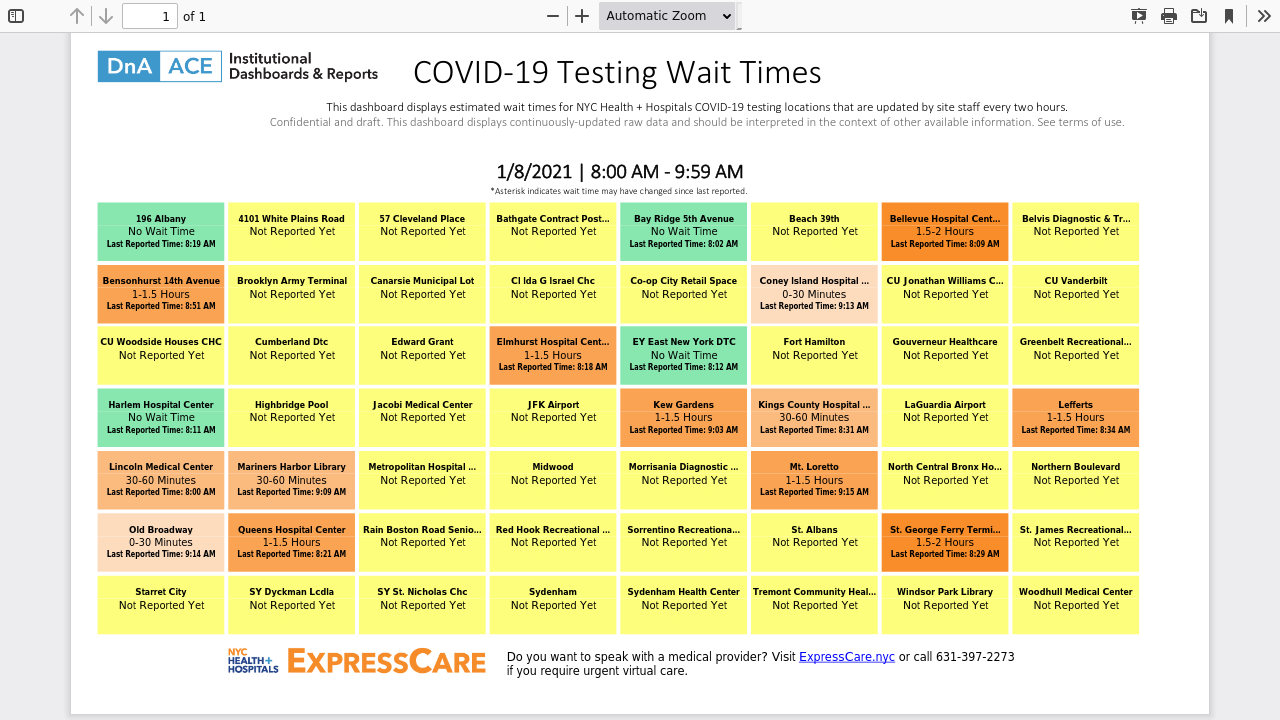 1 of 1 Automatic Zoom
DnA ACE Institutional
Dashboards & Reports
COVID-19 Testing Wait Times
This dashboard displays estimated wait times for NYC Health + Hospitals COVID-19 testing locations that are updated by site staff every two hours.
Confidential and draft. This dashboard displays continuously-updated raw data and should be interpreted in the context of other available information. See terms of use.
1/8/2021 | 8:00 AM - 9:59 AM
*Asterisk indicates wait time may have changed since last reported.
196 Albany
No Wait Time
Last Reported Time: 8:19 AM
4101 White Plains Road
Not Reported Yet
57 Cleveland Place
Not Reported Yet
Bathgate Contract Post...
Not Reported Yet
Bay Ridge 5th Avenue
No Wait Time
Last Reported Time: 8:02 AM
Beach 39th
Not Reported Yet
Bellevue Hospital Cent...
1.5-2 Hours
Last Reported Time: 8:09 AM
Belvis Diagnostic & Tr...
Not Reported Yet
Bensonhurst 14th Avenue
1-1.5 Hours
Last Reported Time: 8:51 AM
Brooklyn Army Terminal
Not Reported Yet
Canarsie Municipal Lot
Not Reported Yet
Cl Ida G Israel Chc
Not Reported Yet
Co-op City Retail Space
Not Reported Yet
Coney Island Hospital ...
0-30 Minutes
Last Reported Time: 9:13 AM
CU Jonathan Williams C...
Not Reported Yet
CU Vanderbilt
Not Reported Yet
CU Woodside Houses CHC
Not Reported Yet
Cumberland Dtc
Not Reported Yet
Edward Grant
Not Reported Yet
Elmhurst Hospital Cent...
1-1.5 Hours
Last Reported Time: 8:18 AM
EY East New York DTC
No Wait Time
Last Reported Time: 8:12 AM
Fort Hamilton
Not Reported Yet
Gouverneur Healthcare
Not Reported Yet
Greenbelt Recreational...
Not Reported Yet
Harlem Hospital Center
No Wait Time
Last Reported Time: 8:11 AM
Highbridge Pool
Not Reported Yet
Jacobi Medical Center
Not Reported Yet
JFK Airport
Not Reported Yet
Kew Gardens
1-1.5 Hours
Last Reported Time: 9:03 AM
Kings County Hospital ...
30-60 Minutes
Last Reported Time: 8:31 AM
LaGuardia Airport
Not Reported Yet
Lefferts
1-1.5 Hours
Last Reported Time: 8:34 AM
Lincoln Medical Center
30-60 Minutes
Last Reported Time: 8:00 AM
Mariners Harbor Library
30-60 Minutes
Last Reported Time: 9:09 AM
Metropolitan Hospital ...
Not Reported Yet
Midwood
Not Reported Yet
Morrisania Diagnostic ...
Not Reported Yet
Mt. Loretto
1-1.5 Hours
Last Reported Time: 9:15 AM
North Central Bronx Ho...
Not Reported Yet
Northern Boulevard
Not Reported Yet
Old Broadway
0-30 Minutes
Last Reported Time: 9:14 AM
Queens Hospital Center
1-1.5 Hours
Last Reported Time: 8:21 AM
Rain Boston Road Senio...
Not Reported Yet
Red Hook Recreational ...
Not Reported Yet
Sorrentino Recreationa...
Not Reported Yet
St. Albans
Not Reported Yet
St. George Ferry Termi...
1.5-2 Hours
Last Reported Time: 8:29 AM
St. James Recreational...
Not Reported Yet
Starret City
Not Reported Yet
SY Dyckman Lcdla
Not Reported Yet
SY St. Nicholas Chc
Not Reported Yet
Sydenham
Not Reported Yet
Sydenham Health Center
Not Reported Yet
Tremont Community Heal...
Not Reported Yet
Windsor Park Library
Not Reported Yet
Woodhull Medical Center
Not Reported Yet
NYC
HEALTH+
HOSPITALS
EXPRESSCARE
Do you want to speak with a medical provider? Visit ExpressCare.nyc or call 631-397-2273
if you require urgent virtual care.